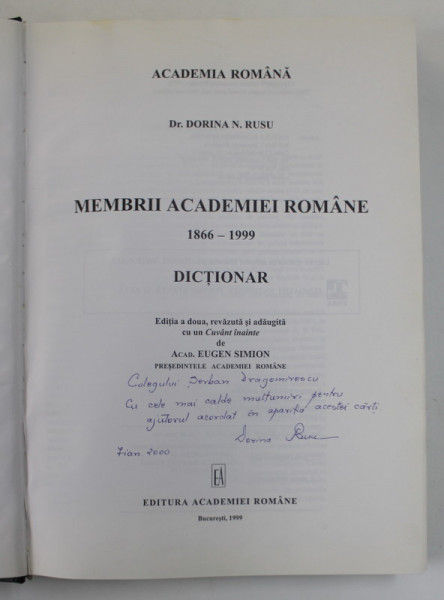 ACADEMIA ROMÂNĂ
Dr. DORINA N. RUSU
MEMBRII ACADEMIEI ROMÂNE
1866 – 1999
DICȚIONAR
Ediția a doua, revăzută și adăugită
cu un Cuvânt înainte
de
ACAD. EUGEN SIMION
PREȘEDINTELE ACADEMIEI ROMÂNE
Colegului Șerban Dragomirescu
Cu cele mai calde mulțumiri pentru
ajutorul acordat în apariția acestei cărți.
Dorina Rusu
7 ian 2000
EA
EDITURA ACADEMIEI ROMÂNE
București, 1999